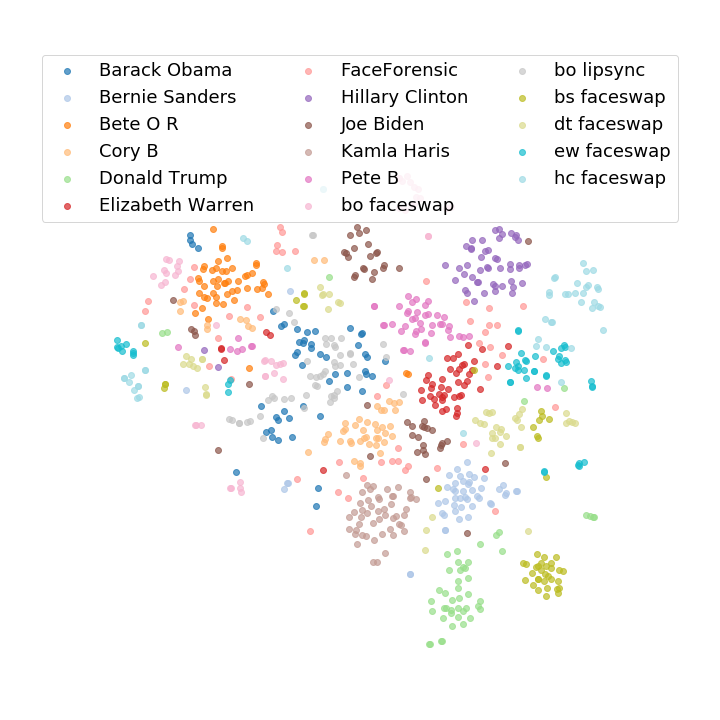 Barack Obama
Bernie Sanders
Bete O R
Cory B
Donald Trump
Elizabeth Warren
FaceForensic
Hillary Clinton
Joe Biden
Kamla Haris
Pete B
bo faceswap
bo lipsync
bs faceswap
dt faceswap
ew faceswap
hc faceswap